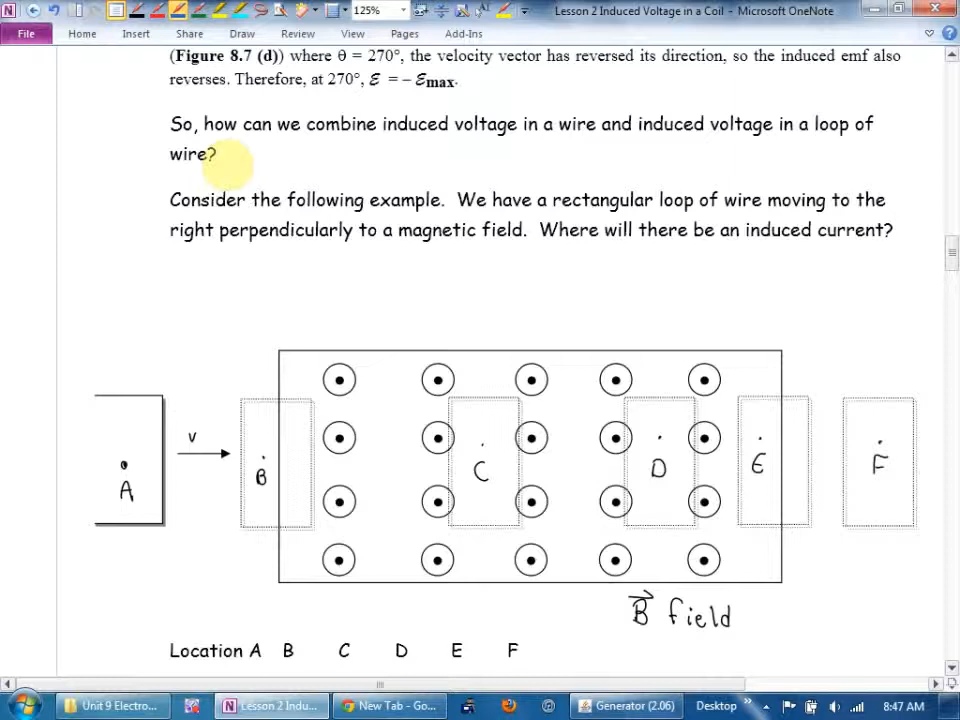 125%
Lesson 2 Induced Voltage in a Coil - Microsoft OneNote
File Home Insert Share Draw Review View Pages Add-Ins
(Figure 8.7 (d)) where θ = 270°, the velocity vector has reversed its direction, so the induced emf also
reverses. Therefore, at 270°, ε = – εmax.
So, how can we combine induced voltage in a wire and induced voltage in a loop of
wire?
Consider the following example. We have a rectangular loop of wire moving to the
right perpendicularly to a magnetic field. Where will there be an induced current?
v
A B C D E F
B⃗ field
Location A B C D E F
Unit 9 Electro... Lesson 2 Indu... New Tab - Go... Generator (2.06) Desktop 8:47 AM